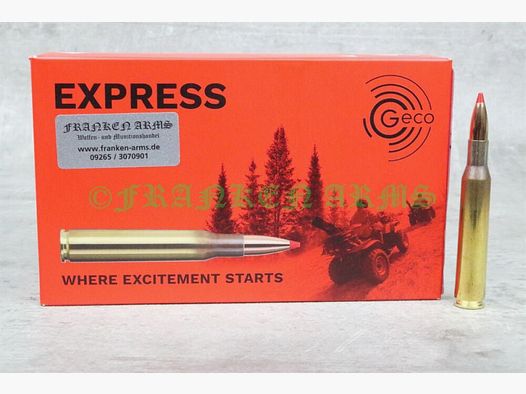 EXPRESS
Geco
FRANKEN ARMS
Waffen- und Munitionshandel
www.franken-arms.de
09265 / 3070901
©FRANKEN ARMS
WHERE EXCITEMENT STARTS